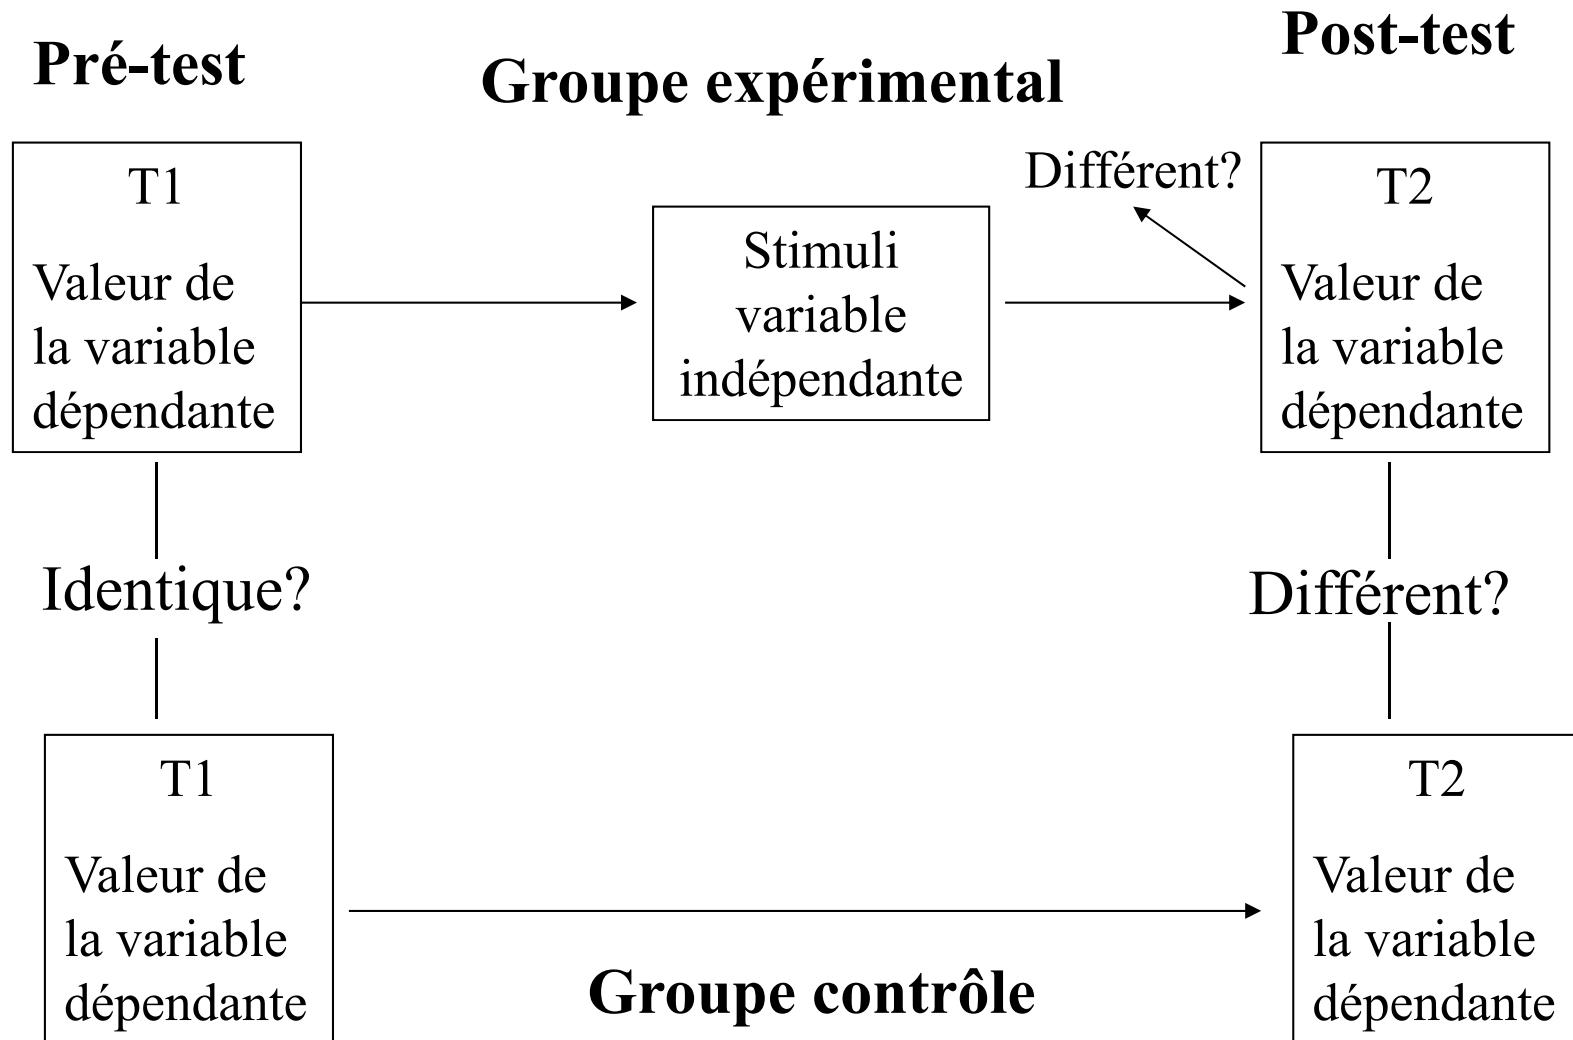 Pré-test
Groupe expérimental
Post-test
T1
Valeur de
la variable
dépendante
Stimuli
variable
indépendante
Différent?
T2
Valeur de
la variable
dépendante
Identique?
Différent?
T1
Valeur de
la variable
dépendante
Groupe contrôle
T2
Valeur de
la variable
dépendante